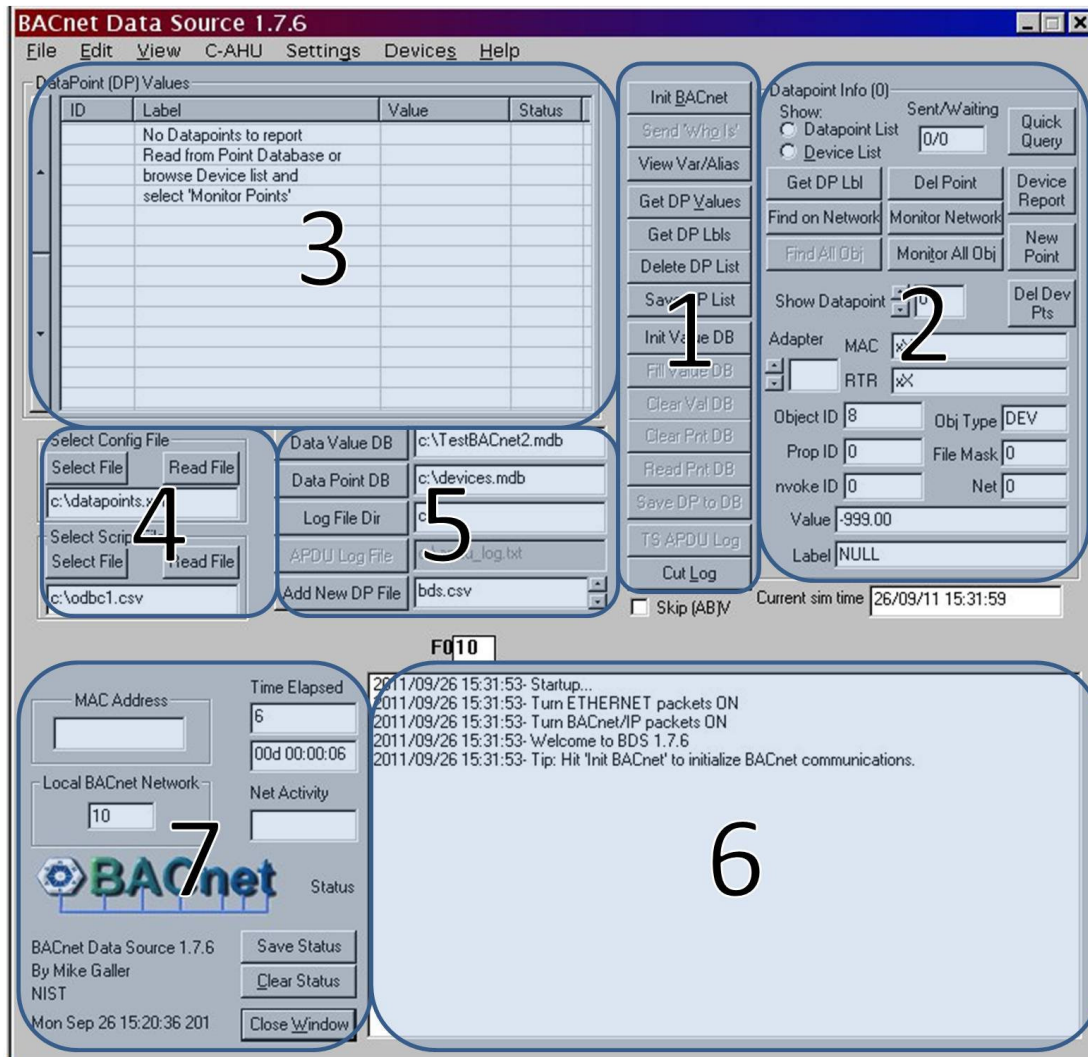 BACnet Data Source 1.7.6
File Edit View C-AHU Settings Devices Help
DataPoint (DP) Values
ID Label Value Status
No Datapoints to report
Read from Point Database or
browse Device list and
select 'Monitor Points'
3
Init BACnet
Send 'Who Is'
View Var/Alias
Get DP Values
Get DP Lbls
Delete DP List
Save DP List
1
Init Value DB
Fill Value DB
Clear Val DB
Clear Pnt DB
Read Pnt DB
Save DP to DB
TS APDU Log
Cut Log
Skip (AB)V
Datapoint Info (0)
Show:
Datapoint List
Device List
Sent/Waiting
0/0
Quick Query
Get DP Lbl Del Point Device Report
Find on Network Monitor Network
Find All Obj Monitor All Obj New Point
Show Datapoint 0 Del Dev Pts
2
Adapter MAC xX
RTR xX
Object ID 8 Obj Type DEV
Prop ID 0 File Mask 0
nvoke ID 0 Net 0
Value -999.00
Label NULL
Current sim time 26/09/11 15:31:59
Select Config File
Select File Read File
4
Select Script File
Select File Read File
c:\odbc1.csv
Data Value DB c:\TestBACnet2.mdb
Data Point DB c:\devices.mdb
Log File Dir
5
APDU Log File
Add New DP File bds.csv
F010
MAC Address
Time Elapsed
6
00d 00:00:06
Local BACnet Network
10
Net Activity
7
BACnet
Status
BACnet Data Source 1.7.6
By Mike Galler
NIST
Mon Sep 26 15:20:36 201
Save Status
Clear Status
Close Window
2011/09/26 15:31:53- Startup...
2011/09/26 15:31:53- Turn ETHERNET packets ON
2011/09/26 15:31:53- Turn BACnet/IP packets ON
2011/09/26 15:31:53- Welcome to BDS 1.7.6
2011/09/26 15:31:53- Tip: Hit 'Init BACnet' to initialize BACnet communications.
6